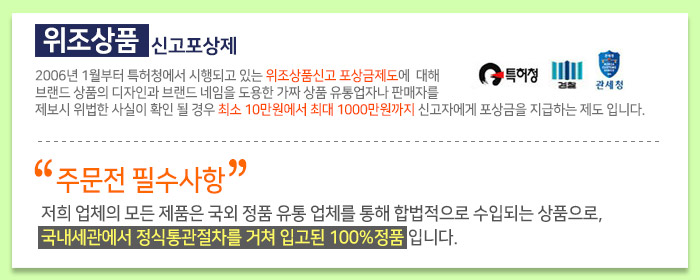 위조상품 신고포상제
2006년 1월부터 특허청에서 시행되고 있는 위조상품신고 포상금제도에 대해
브랜드 상품의 디자인과 브랜드 네임을 도용한 가짜 상품 유통업자나 판매자를
제보시 위법한 사실이 확인 될 경우 최소 10만원에서 최대 1000만원까지 신고자에게 포상금을 지급하는 제도 입니다.
특허청
검찰
관세청
“주문전 필수사항”
저희 업체의 모든 제품은 국외 정품 유통 업체를 통해 합법적으로 수입되는 상품으로,
국내세관에서 정식통관절차를 거쳐 입고된 100%정품 입니다.